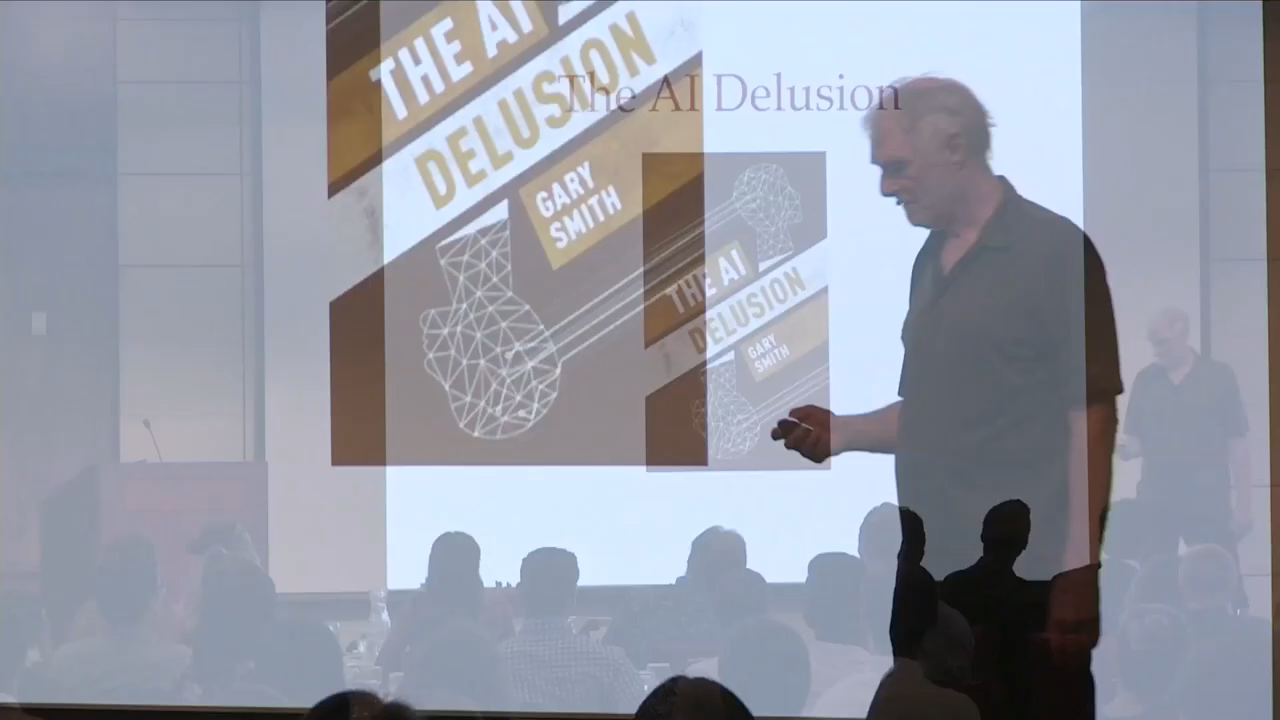 THE AI
DELUSION
GARY
SMITH
The AI Delusion
THE AI
DELUSION
GARY
SMITH